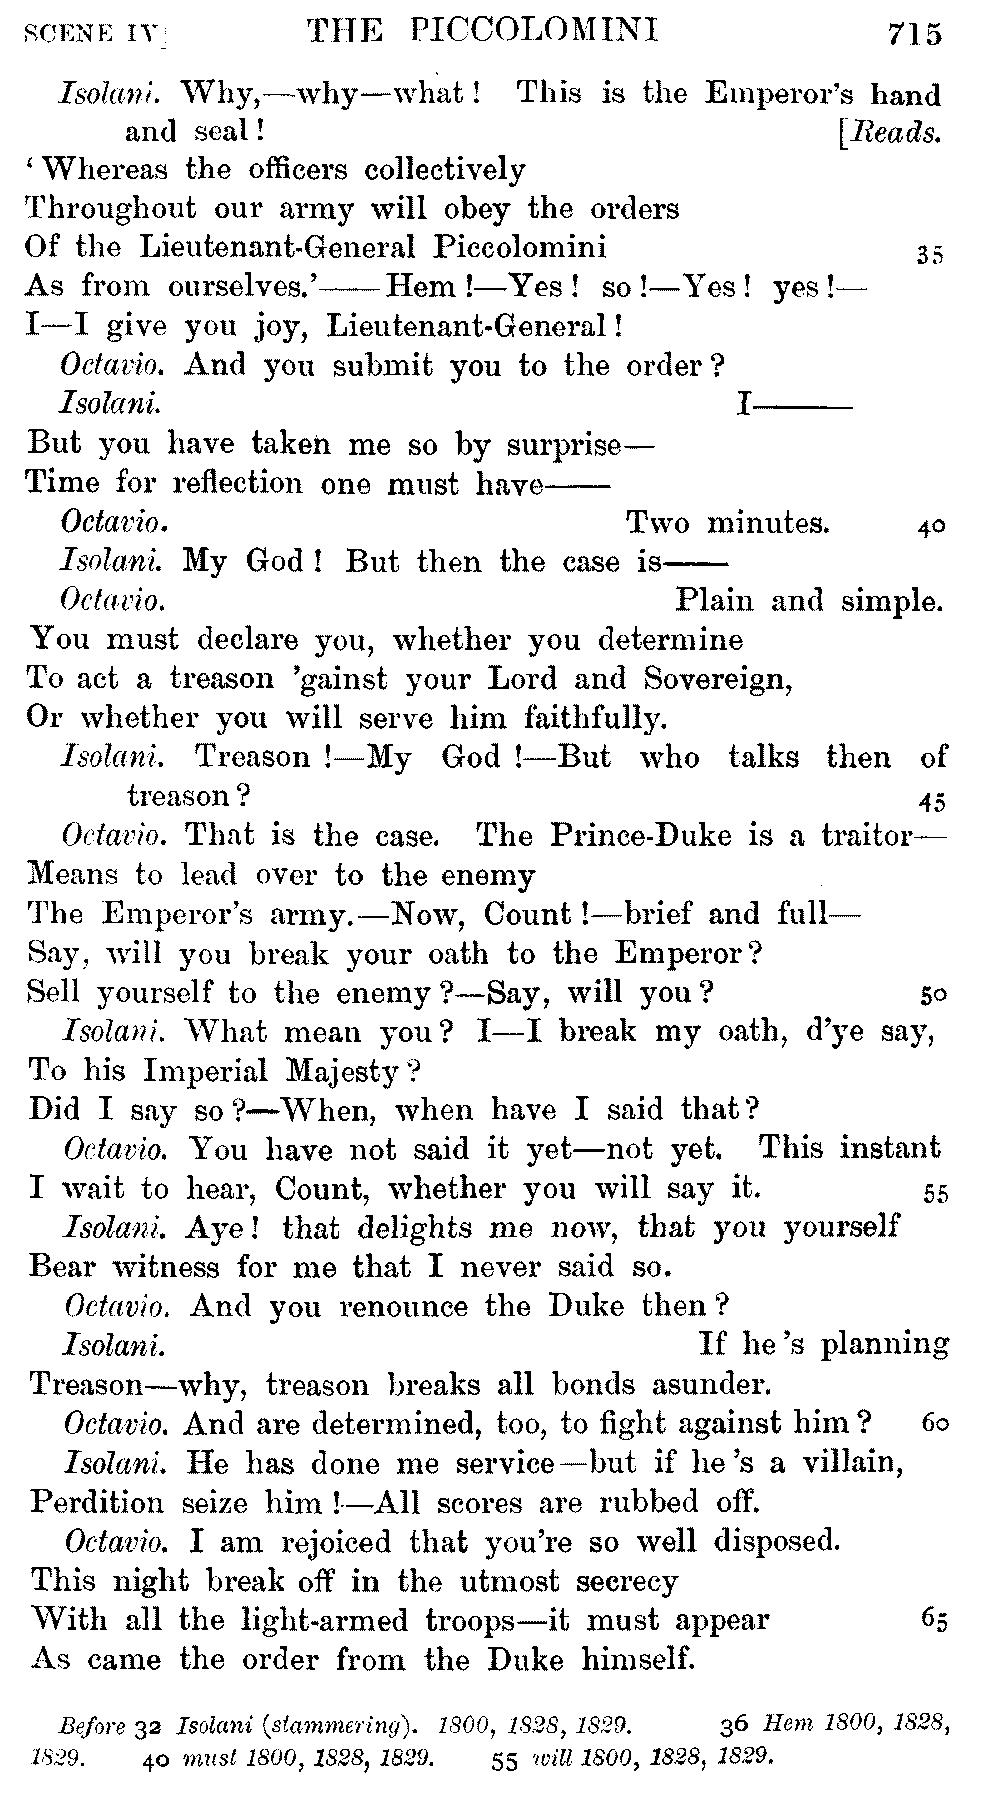 SCENE IV] THE PICCOLOMINI 715
Isolani. Why,—why—what! This is the Emperor's hand
and seal! [Reads.
‘Whereas the officers collectively
Throughout our army will obey the orders
Of the Lieutenant-General Piccolomini 35
As from ourselves.’——Hem!—Yes! so!—Yes! yes!—
I—I give you joy, Lieutenant-General!
Octavio. And you submit you to the order?
Isolani. I——
But you have taken me so by surprise—
Time for reflection one must have——
Octavio. Two minutes. 40
Isolani. My God! But then the case is——
Octavio. Plain and simple.
You must declare you, whether you determine
To act a treason 'gainst your Lord and Sovereign,
Or whether you will serve him faithfully.
Isolani. Treason!—My God!—But who talks then of
treason? 45
Octavio. That is the case. The Prince-Duke is a traitor—
Means to lead over to the enemy
The Emperor's army.—Now, Count!—brief and full—
Say, will you break your oath to the Emperor?
Sell yourself to the enemy?—Say, will you? 50
Isolani. What mean you? I—I break my oath, d'ye say,
To his Imperial Majesty?
Did I say so?—When, when have I said that?
Octavio. You have not said it yet—not yet. This instant
I wait to hear, Count, whether you will say it. 55
Isolani. Aye! that delights me now, that you yourself
Bear witness for me that I never said so.
Octavio. And you renounce the Duke then?
Isolani. If he's planning
Treason—why, treason breaks all bonds asunder.
Octavio. And are determined, too, to fight against him? 60
Isolani. He has done me service—but if he's a villain,
Perdition seize him!—All scores are rubbed off.
Octavio. I am rejoiced that you're so well disposed.
This night break off in the utmost secrecy
With all the light-armed troops—it must appear 65
As came the order from the Duke himself.
Before 32 Isolani (stammering). 1800, 1828, 1829. 36 Hem 1800, 1828,
1829. 40 must 1800, 1828, 1829. 55 will 1800, 1828, 1829.